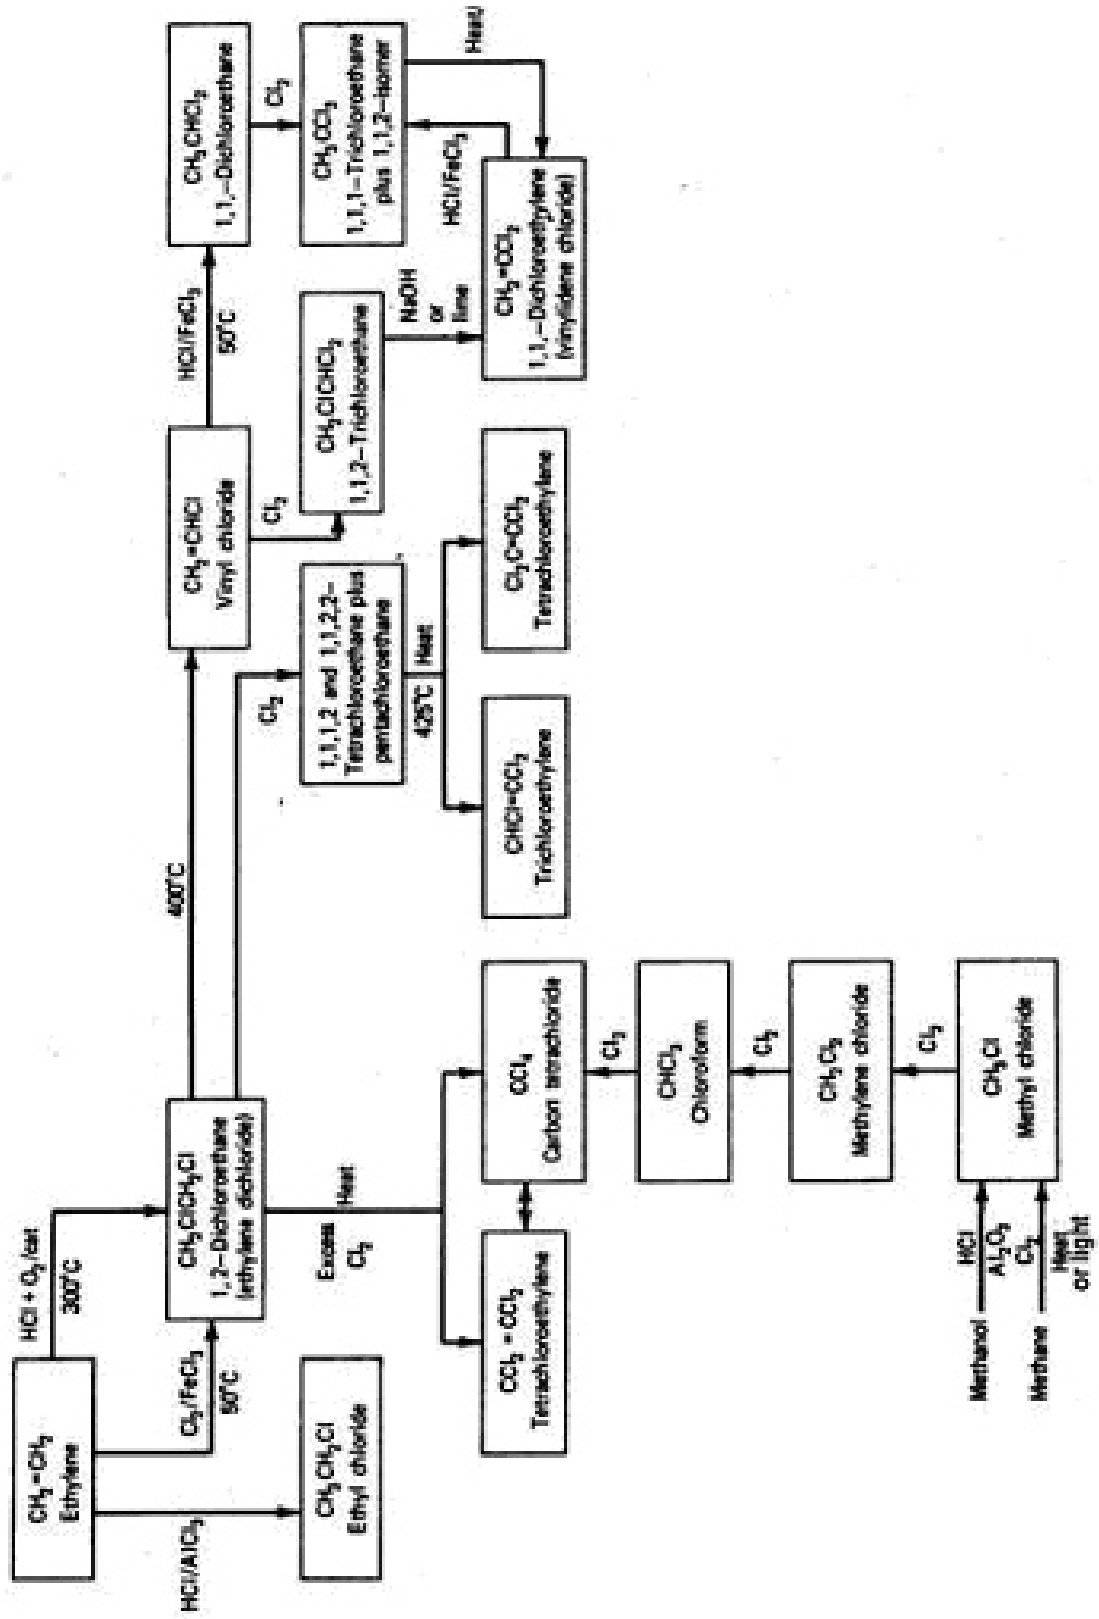 CH₂=CH₂
Ethylene
HCl + O₂/cat
300°C
Cl₂/FeCl₃
50°C
HCl/AlCl₃
CH₃CH₂Cl
Ethyl chloride
CH₂ClCH₂Cl
1,2-Dichloroethane
(ethylene dichloride)
400°C
Cl₂
Excess
Cl₂
Heat
CH₂=CHCl
Vinyl chloride
HCl/FeCl₃
50°C
Cl₂
CH₃CHCl₂
1,1,-Dichloroethane
Cl₂
CH₃CCl₃
1,1,1-Trichloroethane
plus 1,1,2-isomer
Heat/
HCl/FeCl₃
CH₂ClCHCl₂
1,1,2-Trichloroethane
NaOH
or
lime
CH₂=CCl₂
1,1,-Dichloroethylene
(vinylidene chloride)
1,1,1,2 and 1,1,2,2-
Tetrachloroethane plus
pentachloroethane
425°C
Heat
CHCl=CCl₂
Trichloroethylene
Cl₂C=CCl₂
Tetrachloroethylene
CCl₂ = CCl₂
Tetrachloroethylene
CCl₄
Carbon tetrachloride
Cl₂
CHCl₃
Chloroform
Cl₂
CH₂Cl₂
Methylene chloride
Cl₂
CH₃Cl
Methyl chloride
Methanol
HCl
Al₂O₃
Methane
Cl₂
Heat
or light